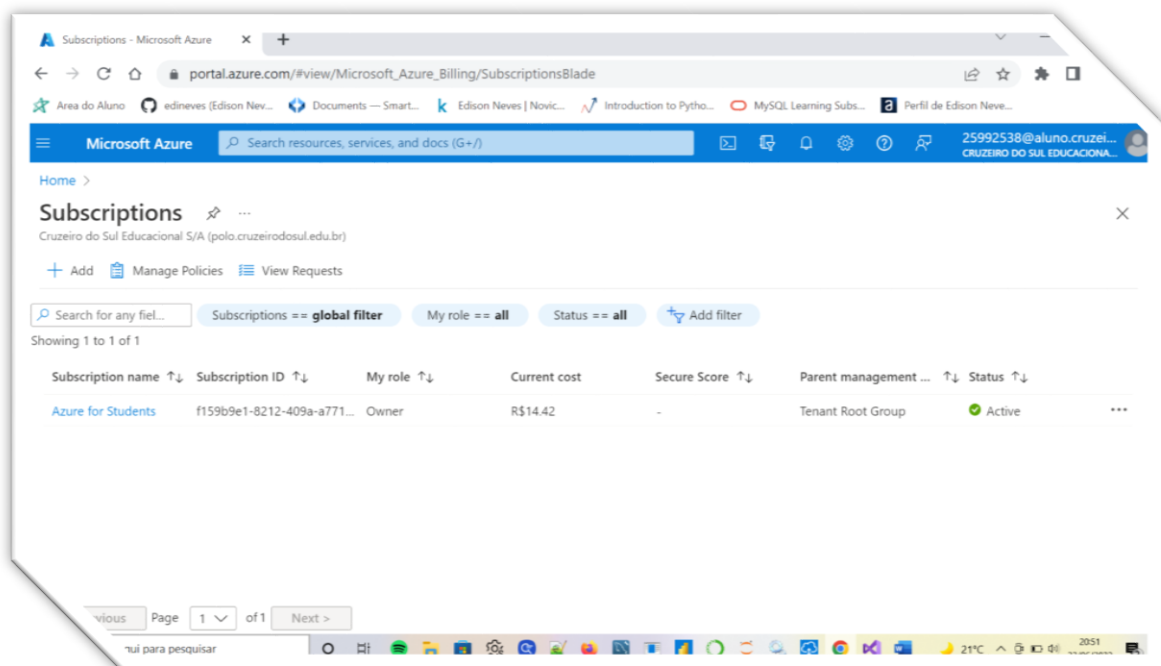 Subscriptions - Microsoft Azure
portal.azure.com/#view/Microsoft_Azure_Billing/SubscriptionsBlade
Area do Aluno edineves (Edison Nev... Documents — Smart... Edison Neves | Novic... Introduction to Pytho... MySQL Learning Subs... Perfil de Edison Neve...
Microsoft Azure Search resources, services, and docs (G+/) 25992538@aluno.cruzei...
CRUZEIRO DO SUL EDUCACIONA...
Home >
Subscriptions ...
Cruzeiro do Sul Educacional S/A (polo.cruzeirodosul.edu.br)
+ Add Manage Policies View Requests
Search for any fiel... Subscriptions == global filter My role == all Status == all Add filter
Showing 1 to 1 of 1
Subscription name ↑↓ Subscription ID ↑↓ My role ↑↓ Current cost Secure Score ↑↓ Parent management ... ↑↓ Status ↑↓
Azure for Students f159b9e1-8212-409a-a771... Owner R$14.42 - Tenant Root Group Active ...
vious Page 1 of 1 Next >
qui para pesquisar 21°C 20:51